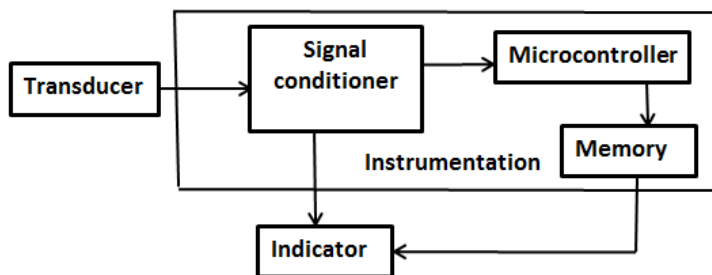 Signal
conditioner
Microcontroller
Transducer
Instrumentation
Memory
Indicator